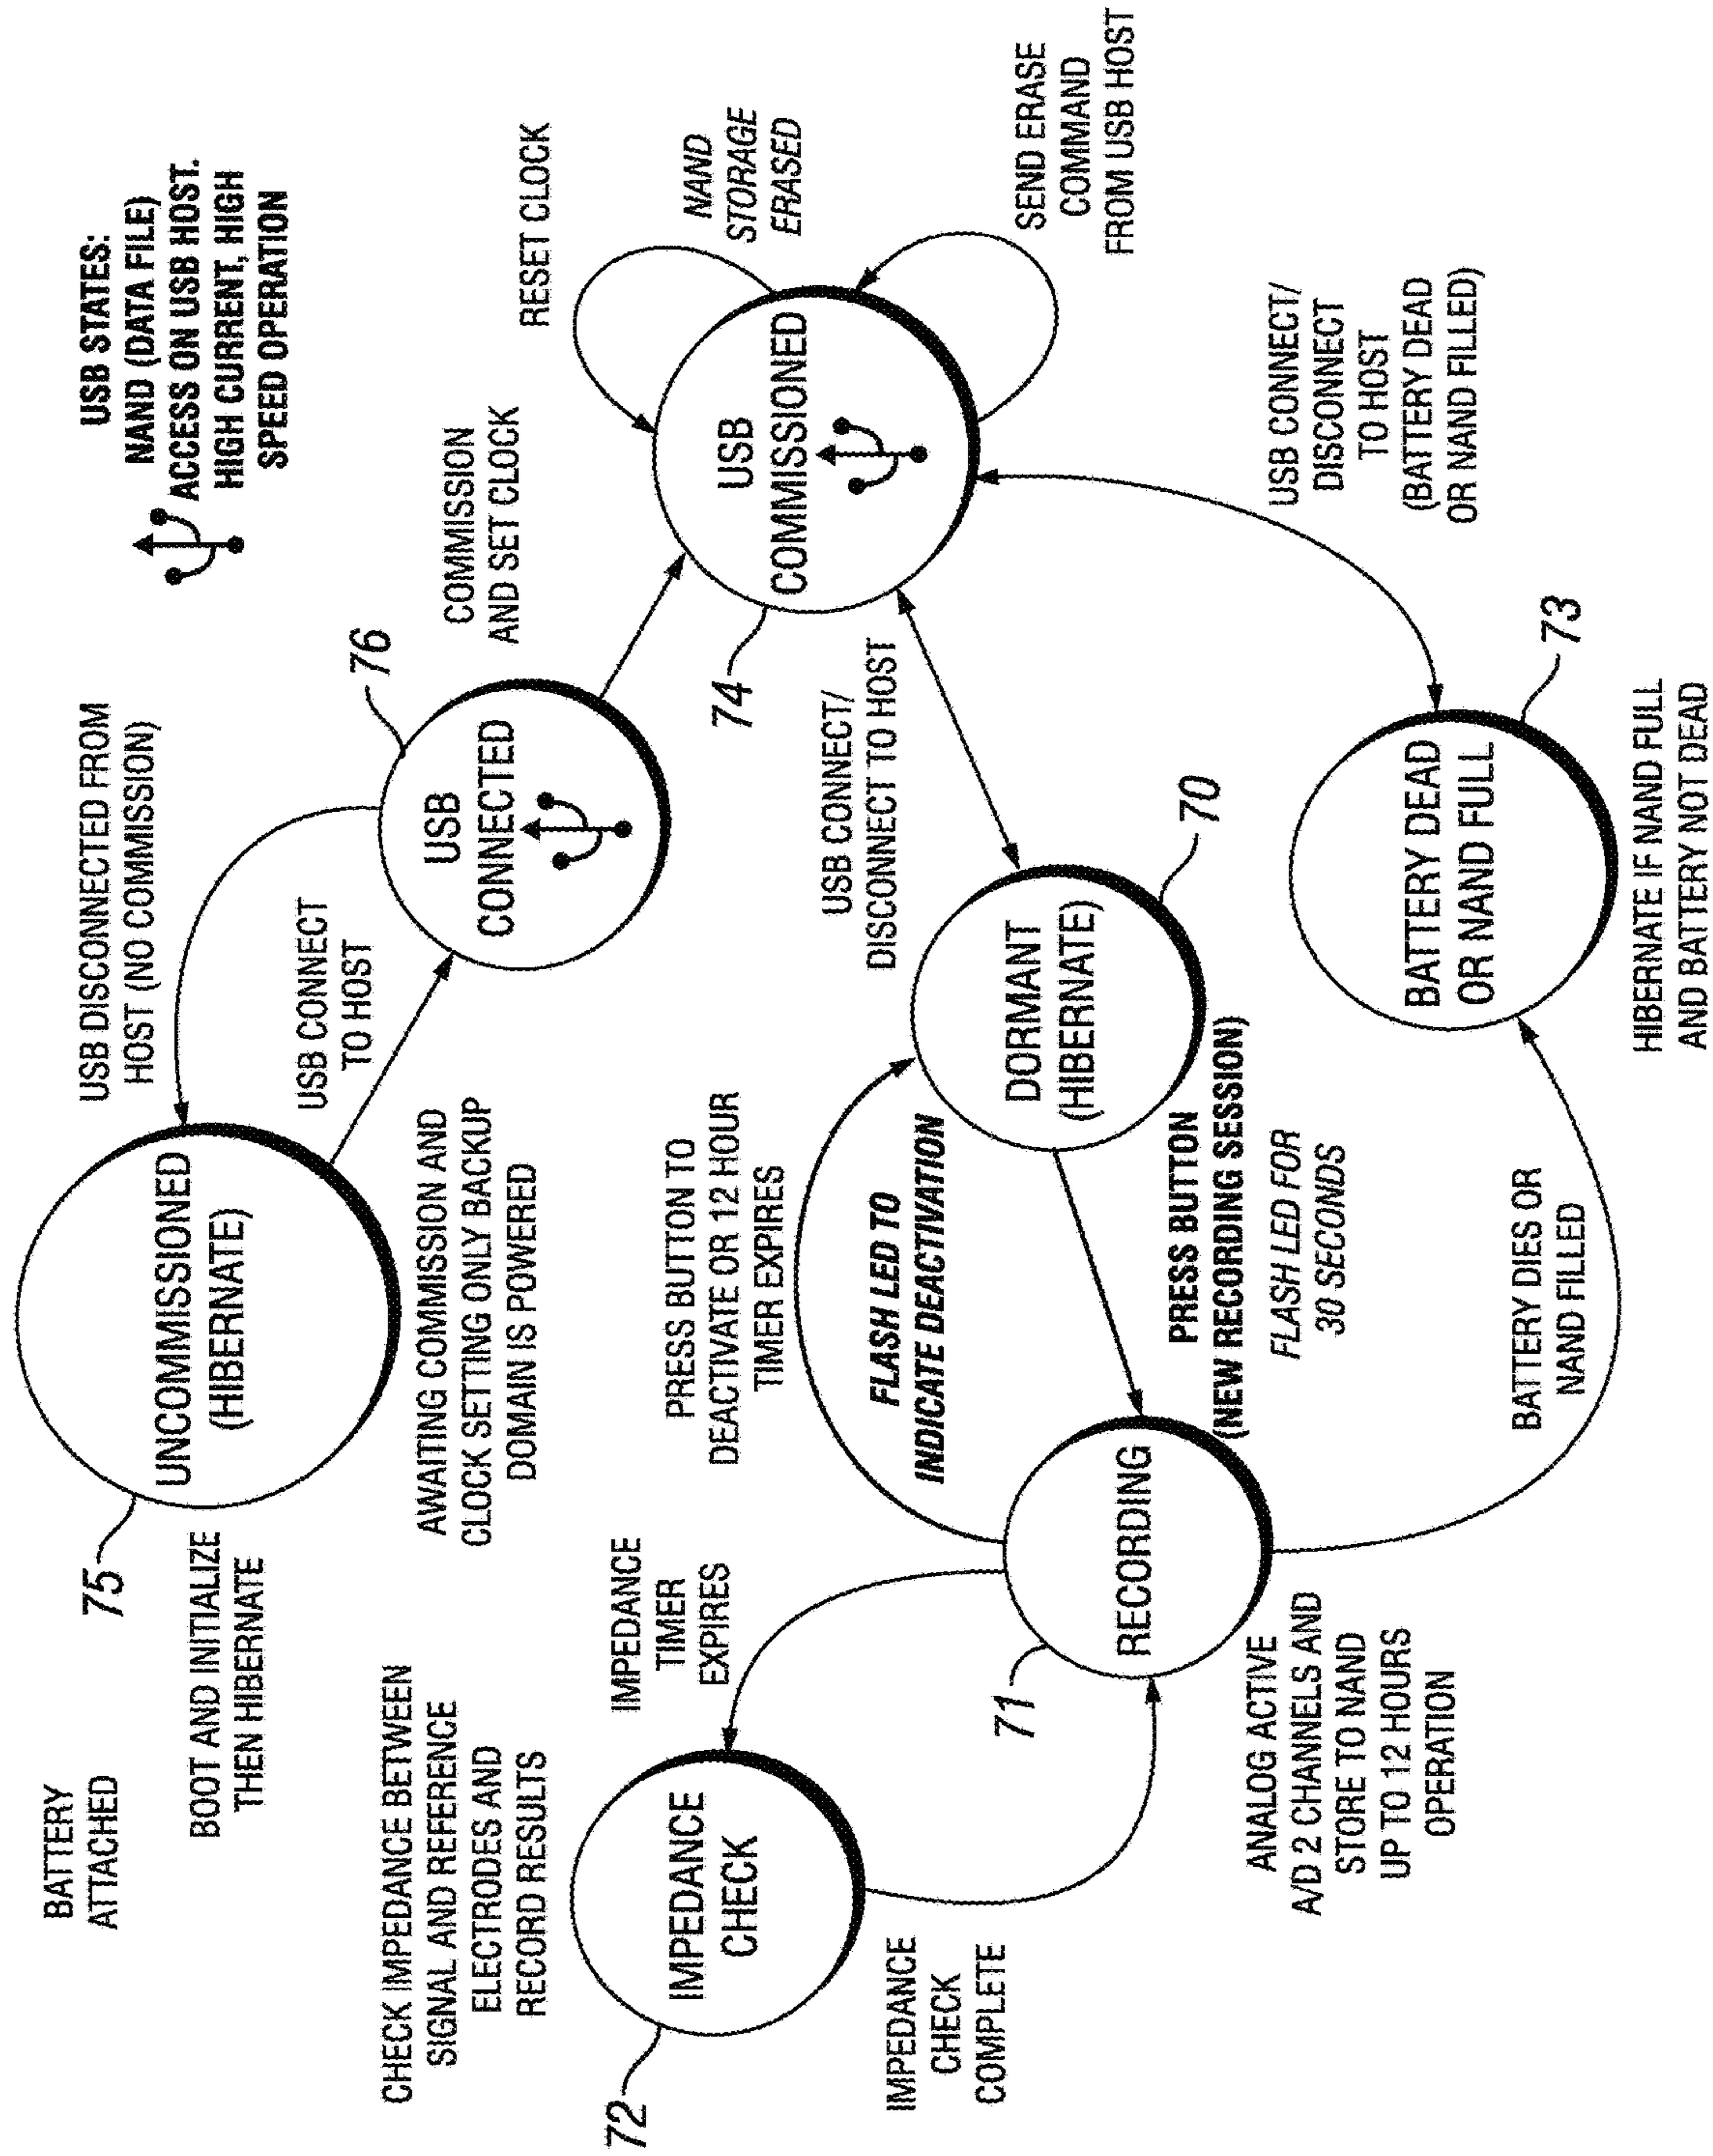 BATTERY
ATTACHED
75
BOOT AND INITIALIZE
THEN HIBERNATE
UNCOMMISSIONED
(HIBERNATE)
AWAITING COMMISSION AND
CLOCK SETTING ONLY BACKUP
DOMAIN IS POWERED
USB DISCONNECTED FROM
HOST (NO COMMISSION)
USB CONNECT
TO HOST
76
USB
CONNECTED
COMMISSION
AND SET CLOCK
USB STATES:
NAND (DATA FILE)
ACCESS ON USB HOST.
HIGH CURRENT, HIGH
SPEED OPERATION
RESET CLOCK
NAND
STORAGE
ERASED
USB
COMMISSIONED
74
SEND ERASE
COMMAND
FROM USB HOST
CHECK IMPEDANCE BETWEEN
SIGNAL AND REFERENCE
ELECTRODES AND
RECORD RESULTS
72
IMPEDANCE
CHECK
IMPEDANCE
TIMER
EXPIRES
IMPEDANCE
CHECK
COMPLETE
PRESS BUTTON TO
DEACTIVATE OR 12 HOUR
TIMER EXPIRES
FLASH LED TO
INDICATE DEACTIVATION
USB CONNECT/
DISCONNECT TO HOST
70
DORMANT
(HIBERNATE)
71
RECORDING
PRESS BUTTON
(NEW RECORDING SESSION)
FLASH LED FOR
30 SECONDS
ANALOG ACTIVE
A/D 2 CHANNELS AND
STORE TO NAND
UP TO 12 HOURS
OPERATION
USB CONNECT/
DISCONNECT
TO HOST
(BATTERY DEAD
OR NAND FILLED)
BATTERY DIES OR
NAND FILLED
BATTERY DEAD
OR NAND FULL
73
HIBERNATE IF NAND FULL
AND BATTERY NOT DEAD